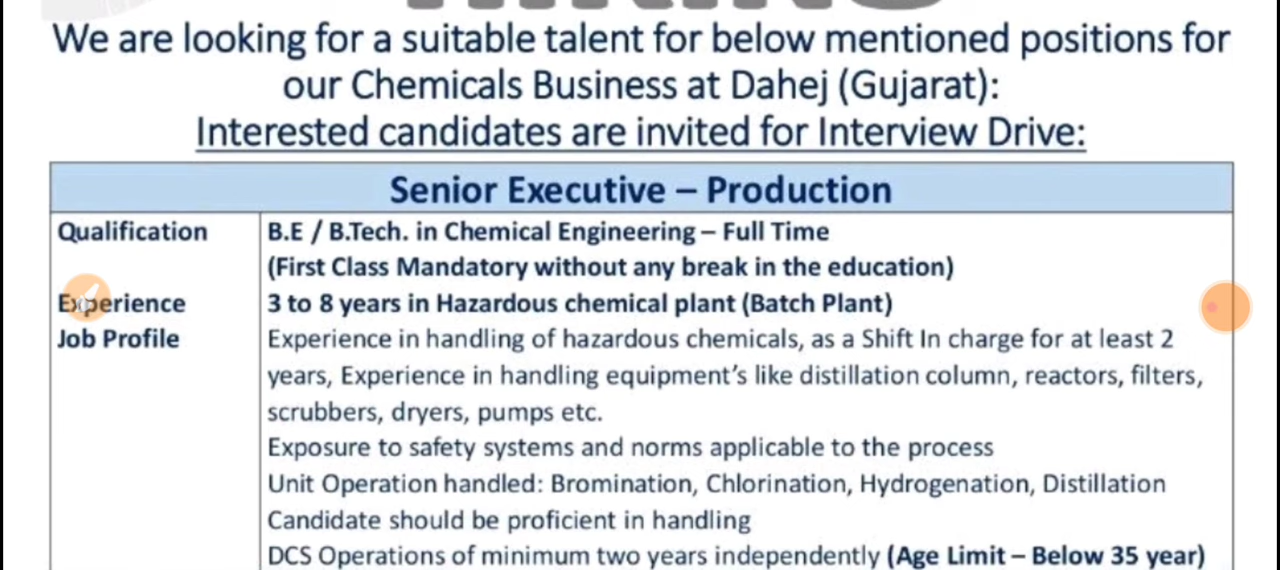 We are looking for a suitable talent for below mentioned positions for
our Chemicals Business at Dahej (Gujarat):
Interested candidates are invited for Interview Drive:
Senior Executive – Production
Qualification B.E / B.Tech. in Chemical Engineering – Full Time
(First Class Mandatory without any break in the education)
Experience 3 to 8 years in Hazardous chemical plant (Batch Plant)
Job Profile Experience in handling of hazardous chemicals, as a Shift In charge for at least 2
years, Experience in handling equipment's like distillation column, reactors, filters,
scrubbers, dryers, pumps etc.
Exposure to safety systems and norms applicable to the process
Unit Operation handled: Bromination, Chlorination, Hydrogenation, Distillation
Candidate should be proficient in handling
DCS Operations of minimum two years independently (Age Limit – Below 35 year)